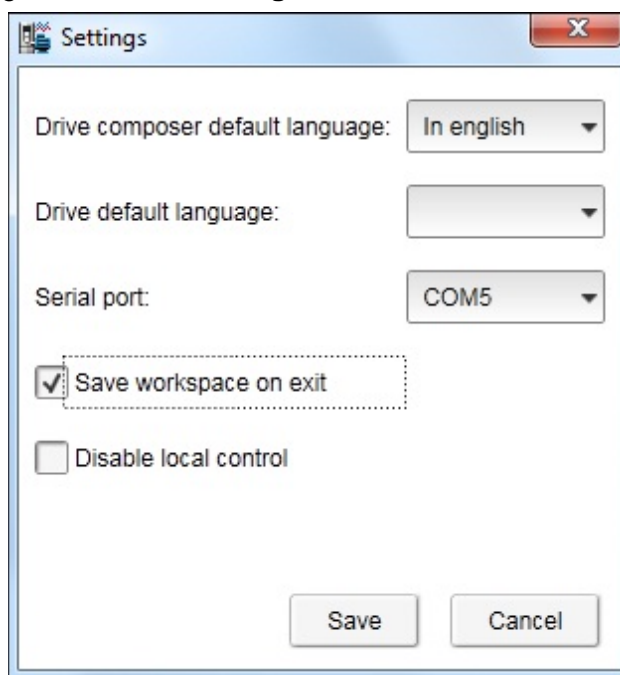 Settings
Drive composer default language: In english
Drive default language:
Serial port: COM5
Save workspace on exit
Disable local control
Save Cancel